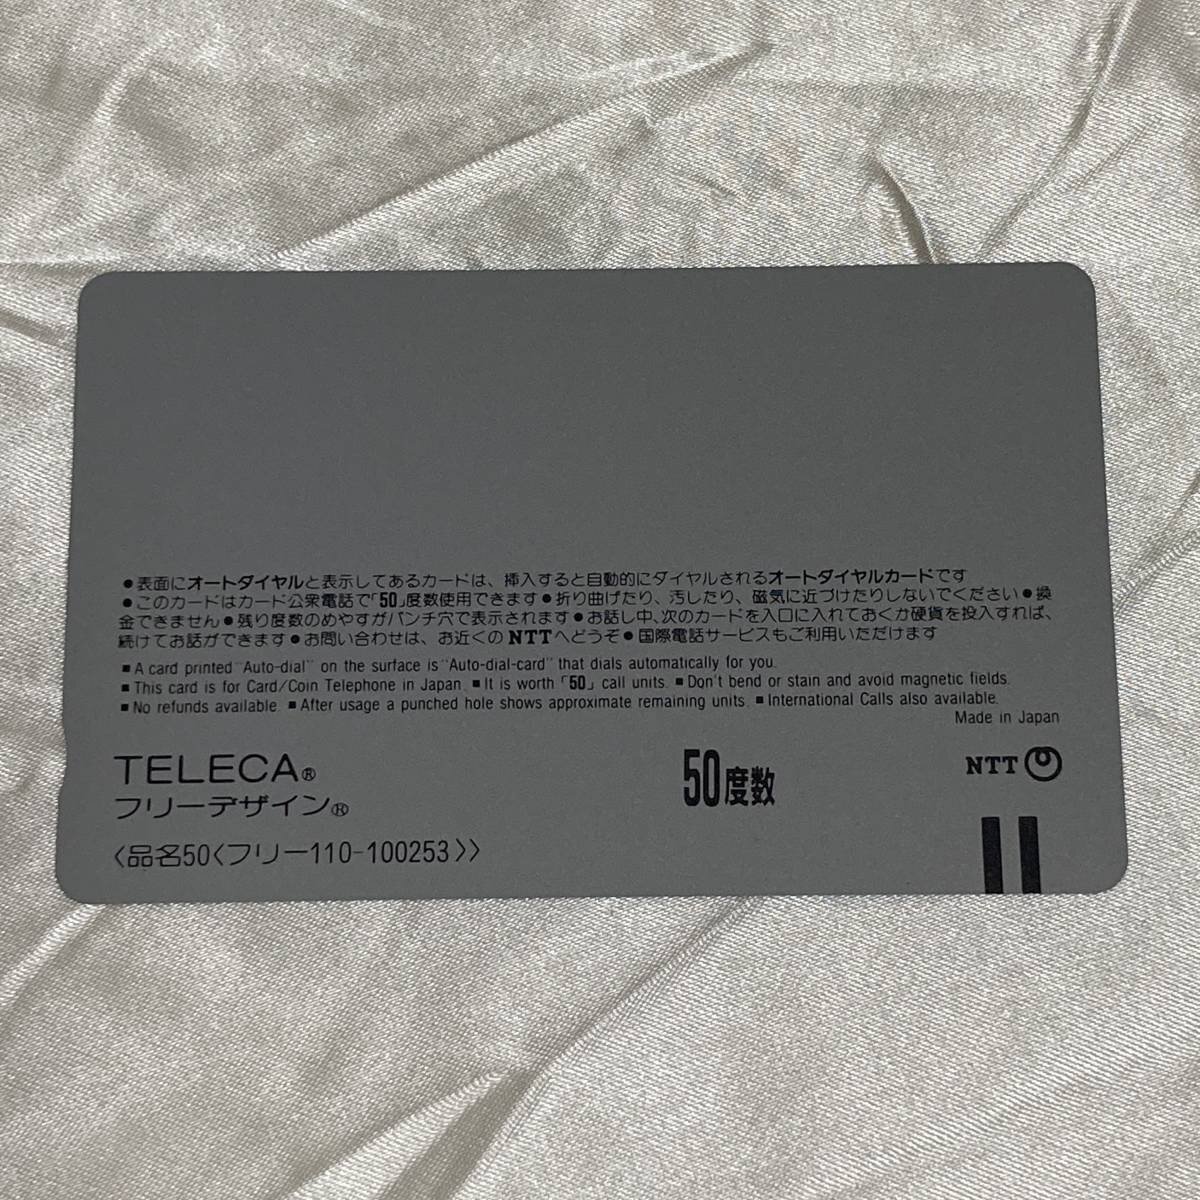 ●表面にオートダイヤルと表示してあるカードは、挿入すると自動的にダイヤルされるオートダイヤルカードです
●このカードはカード公衆電話で「50」度数使用できます●折り曲げたり、汚したり、磁気に近づけたりしないでください●換
金できません●残り度数のめやすがパンチ穴で表示されます●お話し中、次のカードを入口に入れておくか硬貨を投入すれば、
続けてお話ができます●お問い合わせは、お近くのNTTへどうぞ●国際電話サービスもご利用いただけます
■A card printed "Auto-dial" on the surface is "Auto-dial-card" that dials automatically for you.
■This card is for Card/Coin Telephone in Japan. ■It is worth「50」call units. ■Don't bend or stain and avoid magnetic fields.
■No refunds available. ■After usage a punched hole shows approximate remaining units. ■International Calls also available.
Made in Japan
TELECA®
フリーデザイン®
50度数
NTT
〈品名50〈フリー110-100253〉〉